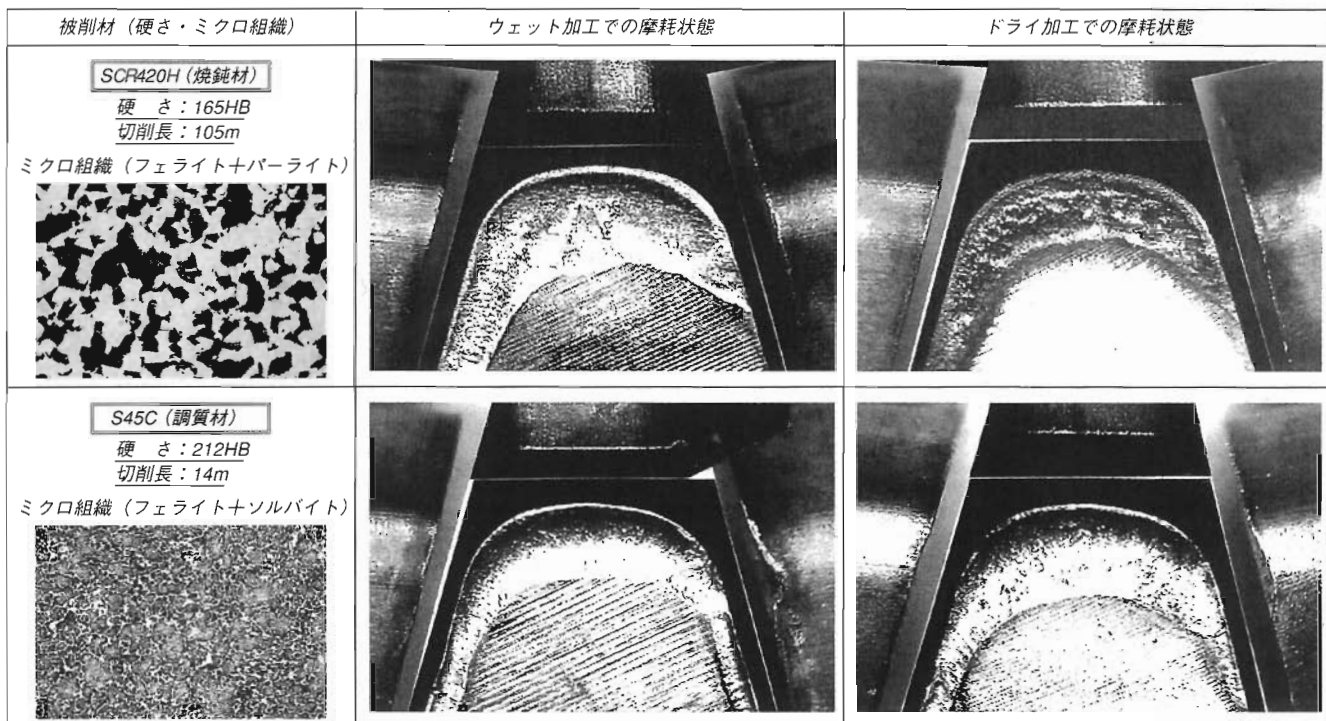 被削材（硬さ・ミクロ組織）
ウェット加工での摩耗状態
ドライ加工での摩耗状態
SCR420H（焼鈍材）
硬　さ：165HB
切削長：105m
ミクロ組織（フェライト＋パーライト）
S45C（調質材）
硬　さ：212HB
切削長：14m
ミクロ組織（フェライト＋ソルバイト）